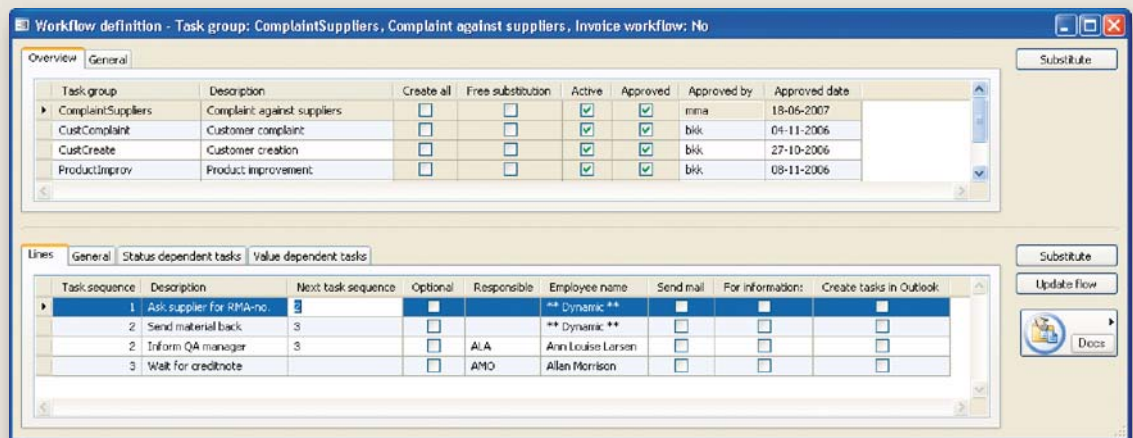 Workflow definition - Task group: ComplaintSuppliers, Complaint against suppliers, Invoice workflow: No
Overview General
Substitute
Task group Description Create all Free substitution Active Approved Approved by Approved date
ComplaintSuppliers Complaint against suppliers mma 18-06-2007
CustComplaint Customer complaint bkk 04-11-2006
CustCreate Customer creation bkk 27-10-2006
ProductImprov Product improvement bkk 08-11-2006
Lines General Status dependent tasks Value dependent tasks
Substitute
Task sequence Description Next task sequence Optional Responsible Employee name Send mail For information: Create tasks in Outlook
Update flow
1 Ask supplier for RMA-no. 2 ** Dynamic **
2 Send material back 3 ** Dynamic **
2 Inform QA manager 3 ALA Ann Louise Larsen
Docs
3 Wait for creditnote AMO Allan Morrison